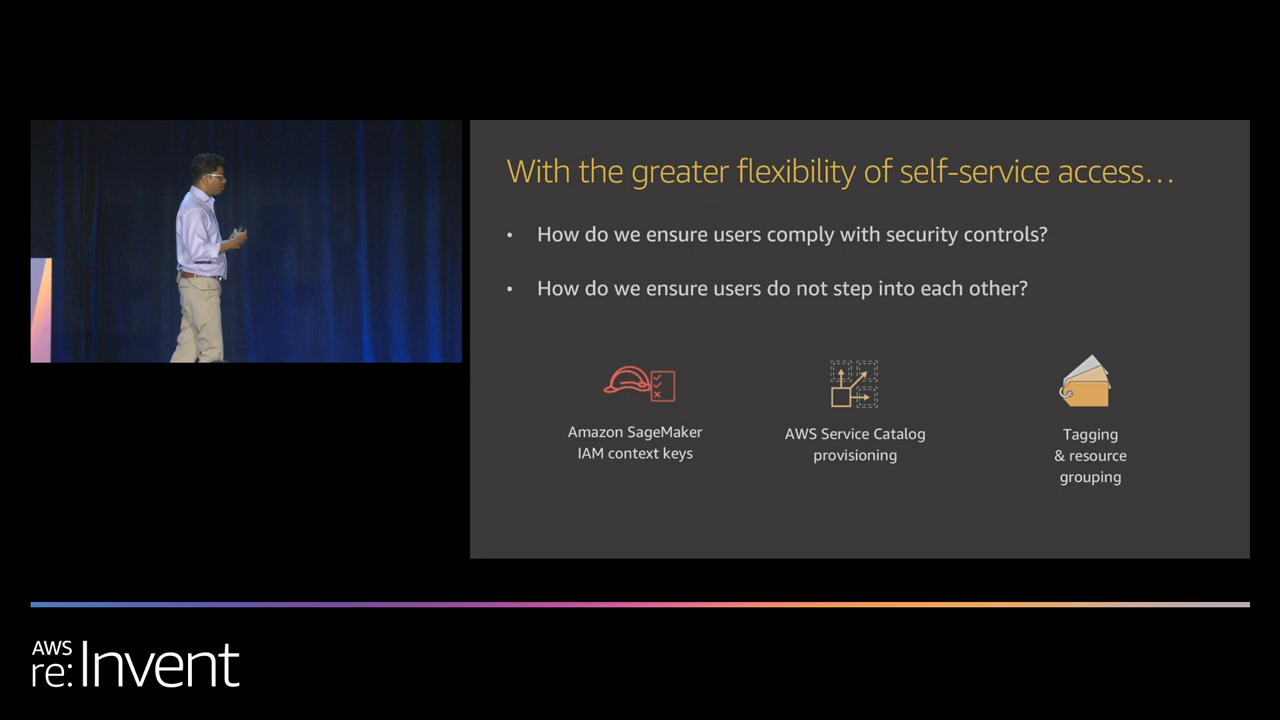 With the greater flexibility of self-service access...
• How do we ensure users comply with security controls?
• How do we ensure users do not step into each other?
Amazon SageMaker
IAM context keys
AWS Service Catalog
provisioning
Tagging
& resource
grouping
AWS
re:Invent